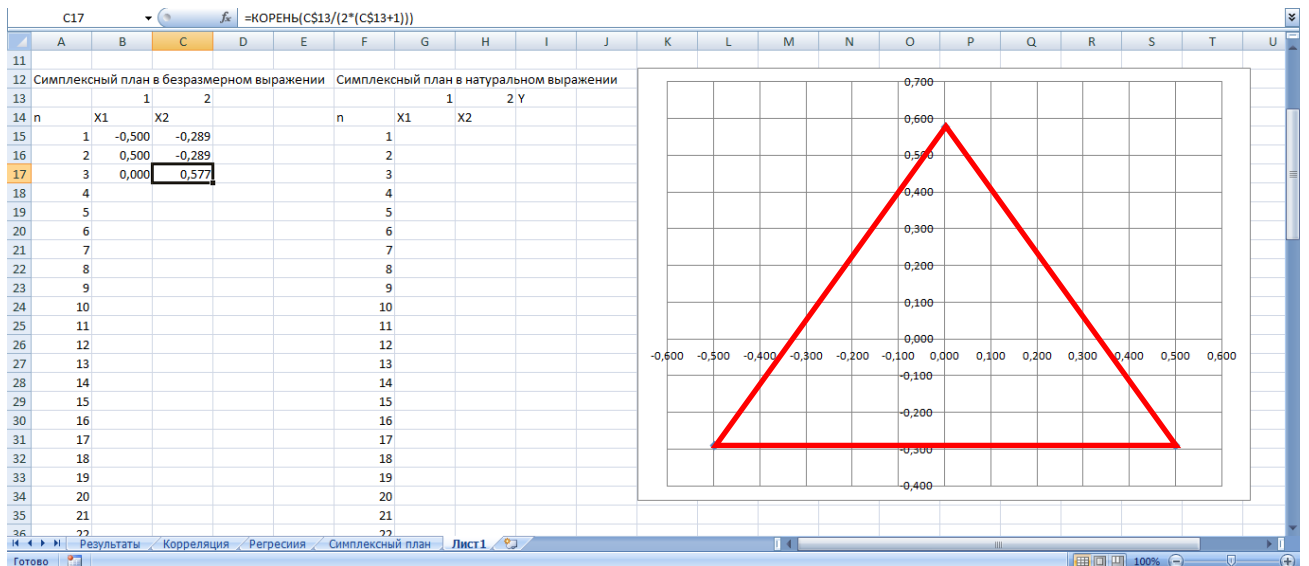 C17 fx =КОРЕНЬ(C$13/(2*(C$13+1)))
A B C D E F G H I J K L M N O P Q R S T U
11
12 Симплексный план в безразмерном выражении Симплексный план в натуральном выражении
13 1 2 1 2 Y
14 n X1 X2 n X1 X2
15 1 -0,500 -0,289 1
16 2 0,500 -0,289 2
17 3 0,000 0,577 3
18 4 4
19 5 5
20 6 6
21 7 7
22 8 8
23 9 9
24 10 10
25 11 11
26 12 12
27 13 13
28 14 14
29 15 15
30 16 16
31 17 17
32 18 18
33 19 19
34 20 20
35 21 21
36 22 22
0,700
0,600
0,500
0,400
0,300
0,200
0,100
0,000
-0,600 -0,500 -0,400 -0,300 -0,200 -0,100 0,000 0,100 0,200 0,300 0,400 0,500 0,600
-0,100
-0,200
-0,300
-0,400
Результаты Корреляция Регресиия Симплексный план Лист1
Готово 100%